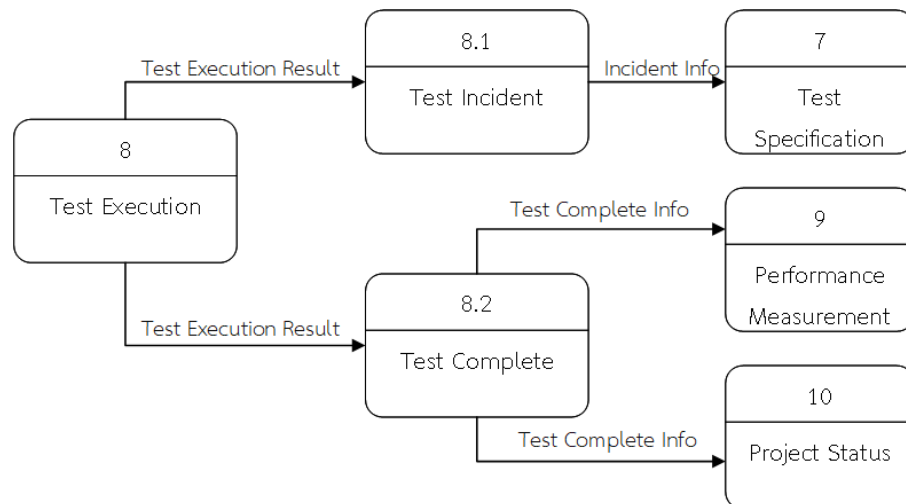 8.1
Test Incident
7
Test
Specification
Test Execution Result
Incident Info
8
Test Execution
Test Execution Result
8.2
Test Complete
Test Complete Info
9
Performance
Measurement
Test Complete Info
10
Project Status